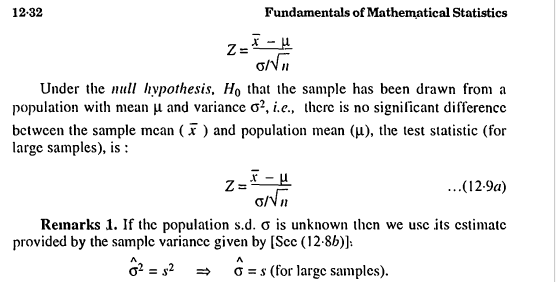 12·32 Fundamentals of Mathematical Statistics
Z = x̄ − μ / σ/√n
Under the null hypothesis, H₀ that the sample has been drawn from a
population with mean μ and variance σ², i.e., there is no significant difference
between the sample mean ( x̄ ) and population mean (μ), the test statistic (for
large samples), is :
Z = x̄ − μ / σ/√n ...(12·9a)
Remarks 1. If the population s.d. σ is unknown then we use its estimate
provided by the sample variance given by [See (12·8b)]:
σ̂² = s² ⇒ σ̂ = s (for large samples).